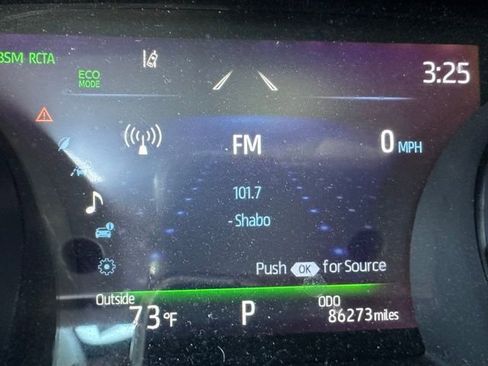 BSM RCTA
ECO
MODE
3:25
FM
0 MPH
101.7
- Shabo
Push OK for Source
Outside
73°F
P
ODO
86273 miles